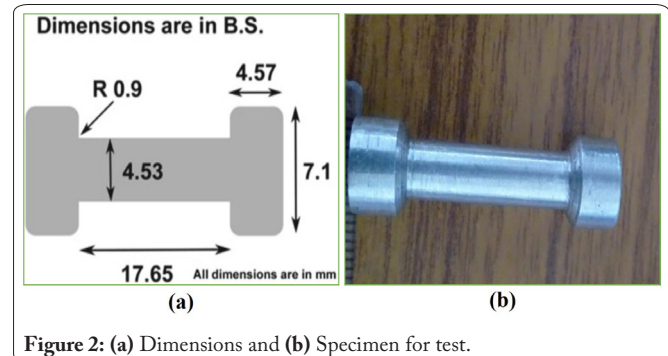 Dimensions are in B.S.
4.57
R 0.9
4.53
7.1
17.65 All dimensions are in mm
(a) (b)
Figure 2: (a) Dimensions and (b) Specimen for test.